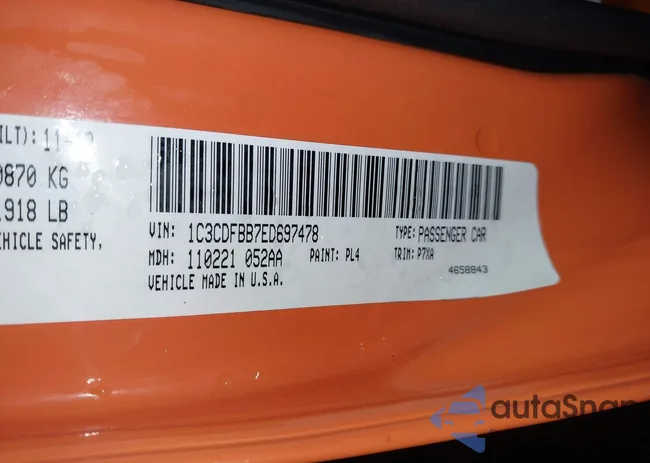 ILT): 11-
0870 KG
1918 LB
EHICLE SAFETY,
VIN: 1C3CDFBB7ED697478 TYPE: PASSENGER CAR
MDH: 110221 052AA PAINT: PL4 TRIM: P7XA
VEHICLE MADE IN U.S.A.
4658843
autoSnap